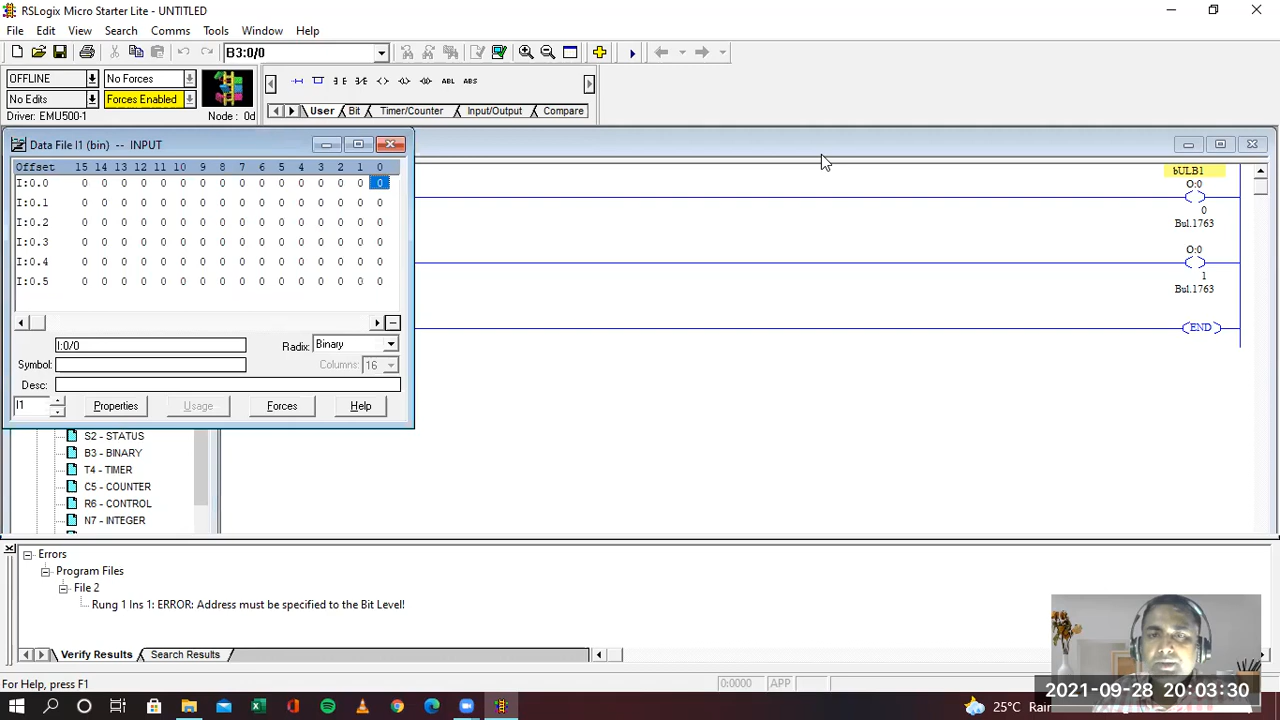 RSLogix Micro Starter Lite - UNTITLED
File Edit View Search Comms Tools Window Help
B3:0/0
OFFLINE No Forces
No Edits Forces Enabled
Driver: EMU500-1 Node : 0d
ABL ABS
User Bit Timer/Counter Input/Output Compare
Data File I1 (bin) -- INPUT
Offset 15 14 13 12 11 10 9 8 7 6 5 4 3 2 1 0
I:0.0 0 0 0 0 0 0 0 0 0 0 0 0 0 0 0 0
I:0.1 0 0 0 0 0 0 0 0 0 0 0 0 0 0 0 0
I:0.2 0 0 0 0 0 0 0 0 0 0 0 0 0 0 0 0
I:0.3 0 0 0 0 0 0 0 0 0 0 0 0 0 0 0 0
I:0.4 0 0 0 0 0 0 0 0 0 0 0 0 0 0 0 0
I:0.5 0 0 0 0 0 0 0 0 0 0 0 0 0 0 0 0
I:0/0 Radix: Binary
Symbol: Columns: 16
Desc:
I1 Properties Usage Forces Help
bULB1
O:0
0
Bul.1763
O:0
1
Bul.1763
END
S2 - STATUS
B3 - BINARY
T4 - TIMER
C5 - COUNTER
R6 - CONTROL
N7 - INTEGER
Errors
Program Files
File 2
Rung 1 Ins 1: ERROR: Address must be specified to the Bit Level!
Verify Results Search Results
For Help, press F1
0:0000 APP
2021-09-28 20:03:30
25°C Rain